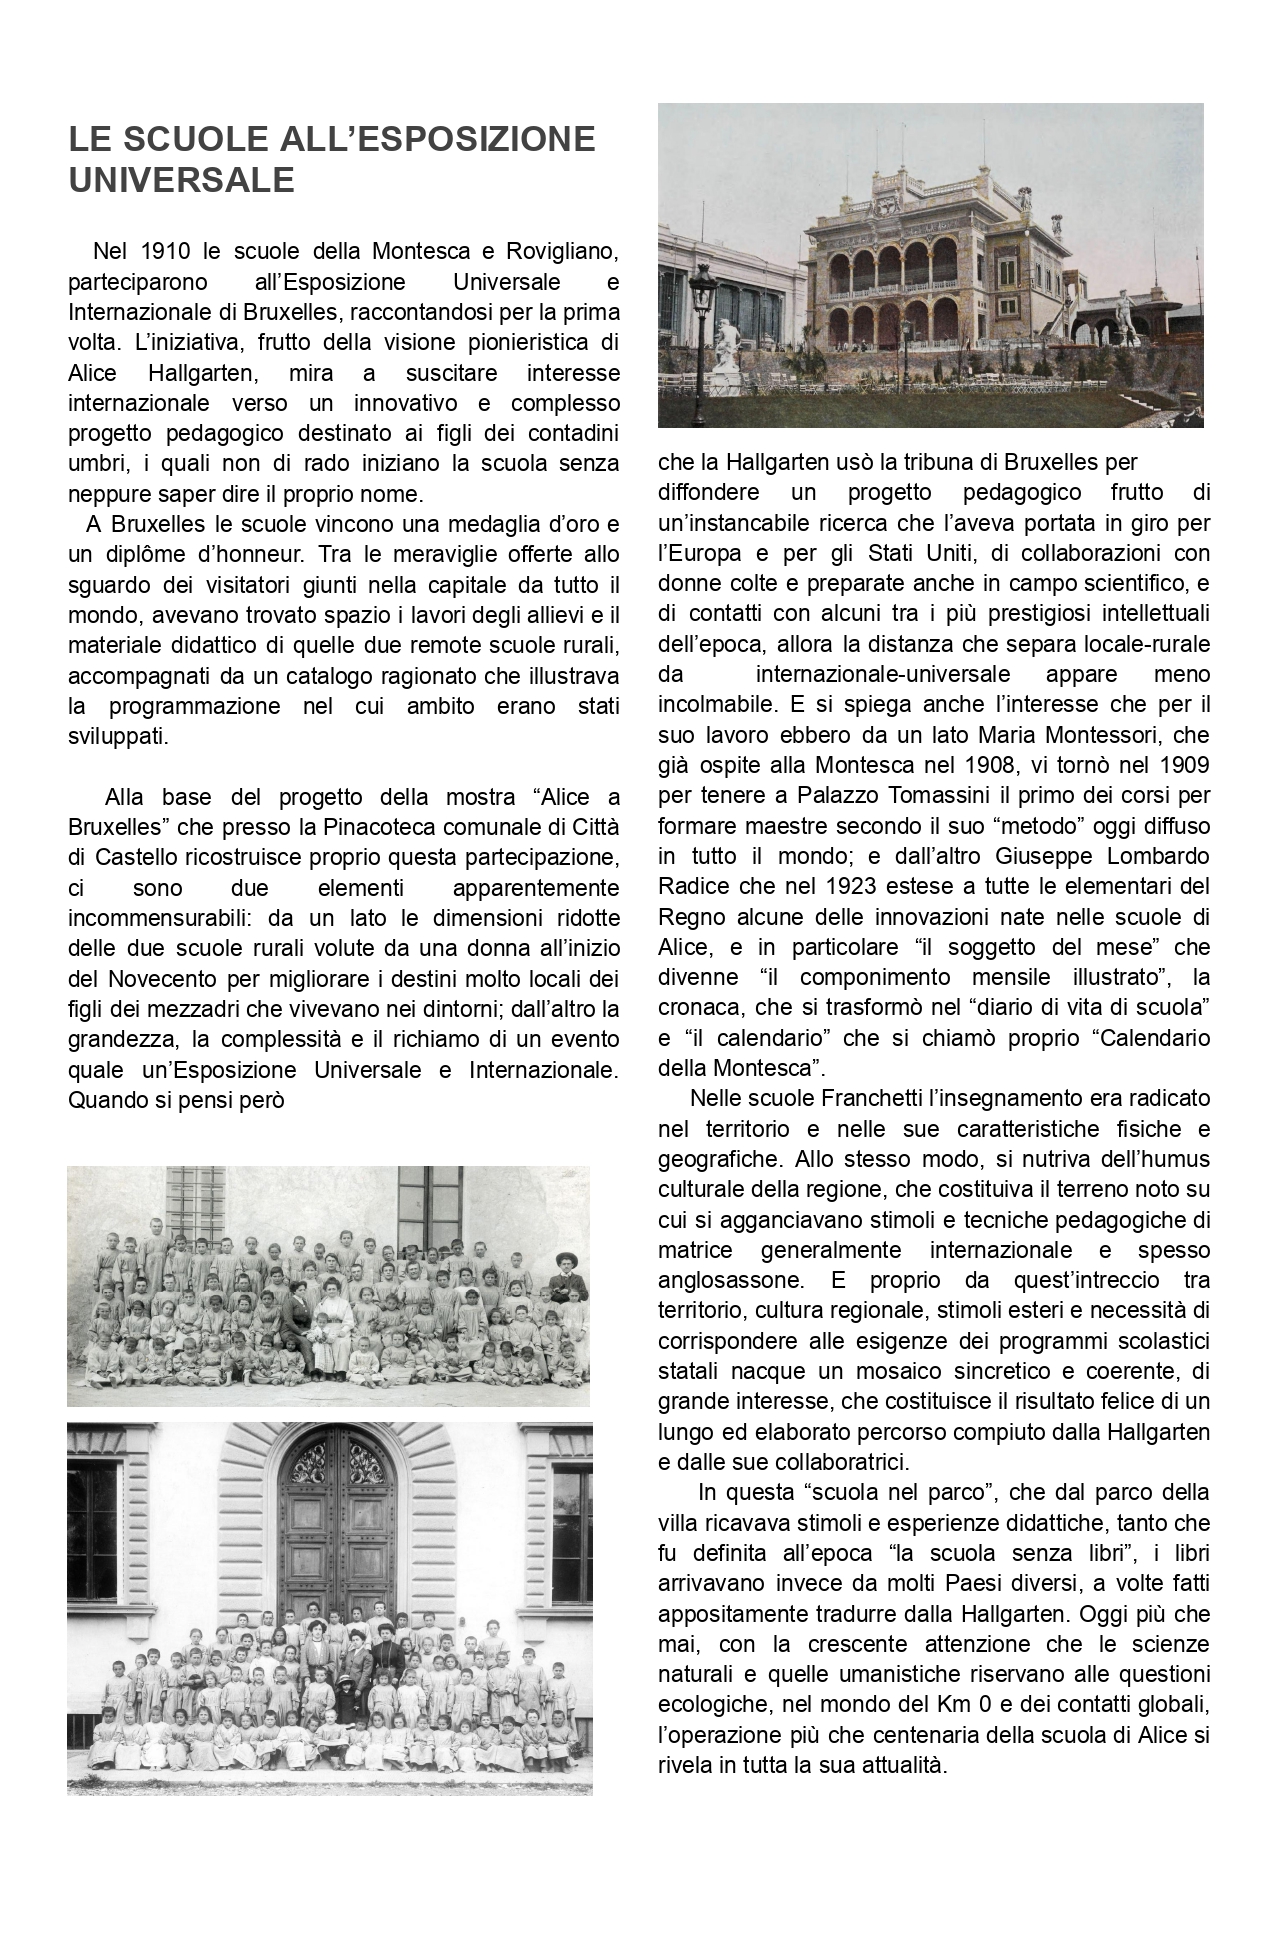 LE SCUOLE ALL’ESPOSIZIONE
UNIVERSALE
Nel 1910 le scuole della Montesca e Rovigliano,
parteciparono all’Esposizione Universale e
Internazionale di Bruxelles, raccontandosi per la prima
volta. L’iniziativa, frutto della visione pionieristica di
Alice Hallgarten, mira a suscitare interesse
internazionale verso un innovativo e complesso
progetto pedagogico destinato ai figli dei contadini
umbri, i quali non di rado iniziano la scuola senza
neppure saper dire il proprio nome.
A Bruxelles le scuole vincono una medaglia d’oro e
un diplôme d’honneur. Tra le meraviglie offerte allo
sguardo dei visitatori giunti nella capitale da tutto il
mondo, avevano trovato spazio i lavori degli allievi e il
materiale didattico di quelle due remote scuole rurali,
accompagnati da un catalogo ragionato che illustrava
la programmazione nel cui ambito erano stati
sviluppati.
Alla base del progetto della mostra “Alice a
Bruxelles” che presso la Pinacoteca comunale di Città
di Castello ricostruisce proprio questa partecipazione,
ci sono due elementi apparentemente
incommensurabili: da un lato le dimensioni ridotte
delle due scuole rurali volute da una donna all’inizio
del Novecento per migliorare i destini molto locali dei
figli dei mezzadri che vivevano nei dintorni; dall’altro la
grandezza, la complessità e il richiamo di un evento
quale un’Esposizione Universale e Internazionale.
Quando si pensi però
che la Hallgarten usò la tribuna di Bruxelles per
diffondere un progetto pedagogico frutto di
un’instancabile ricerca che l’aveva portata in giro per
l’Europa e per gli Stati Uniti, di collaborazioni con
donne colte e preparate anche in campo scientifico, e
di contatti con alcuni tra i più prestigiosi intellettuali
dell’epoca, allora la distanza che separa locale-rurale
da internazionale-universale appare meno
incolmabile. E si spiega anche l’interesse che per il
suo lavoro ebbero da un lato Maria Montessori, che
già ospite alla Montesca nel 1908, vi tornò nel 1909
per tenere a Palazzo Tomassini il primo dei corsi per
formare maestre secondo il suo “metodo” oggi diffuso
in tutto il mondo; e dall’altro Giuseppe Lombardo
Radice che nel 1923 estese a tutte le elementari del
Regno alcune delle innovazioni nate nelle scuole di
Alice, e in particolare “il soggetto del mese” che
divenne “il componimento mensile illustrato”, la
cronaca, che si trasformò nel “diario di vita di scuola”
e “il calendario” che si chiamò proprio “Calendario
della Montesca”.
Nelle scuole Franchetti l’insegnamento era radicato
nel territorio e nelle sue caratteristiche fisiche e
geografiche. Allo stesso modo, si nutriva dell’humus
culturale della regione, che costituiva il terreno noto su
cui si agganciavano stimoli e tecniche pedagogiche di
matrice generalmente internazionale e spesso
anglosassone. E proprio da quest’intreccio tra
territorio, cultura regionale, stimoli esteri e necessità di
corrispondere alle esigenze dei programmi scolastici
statali nacque un mosaico sincretico e coerente, di
grande interesse, che costituisce il risultato felice di un
lungo ed elaborato percorso compiuto dalla Hallgarten
e dalle sue collaboratrici.
In questa “scuola nel parco”, che dal parco della
villa ricavava stimoli e esperienze didattiche, tanto che
fu definita all’epoca “la scuola senza libri”, i libri
arrivavano invece da molti Paesi diversi, a volte fatti
appositamente tradurre dalla Hallgarten. Oggi più che
mai, con la crescente attenzione che le scienze
naturali e quelle umanistiche riservano alle questioni
ecologiche, nel mondo del Km 0 e dei contatti globali,
l’operazione più che centenaria della scuola di Alice si
rivela in tutta la sua attualità.